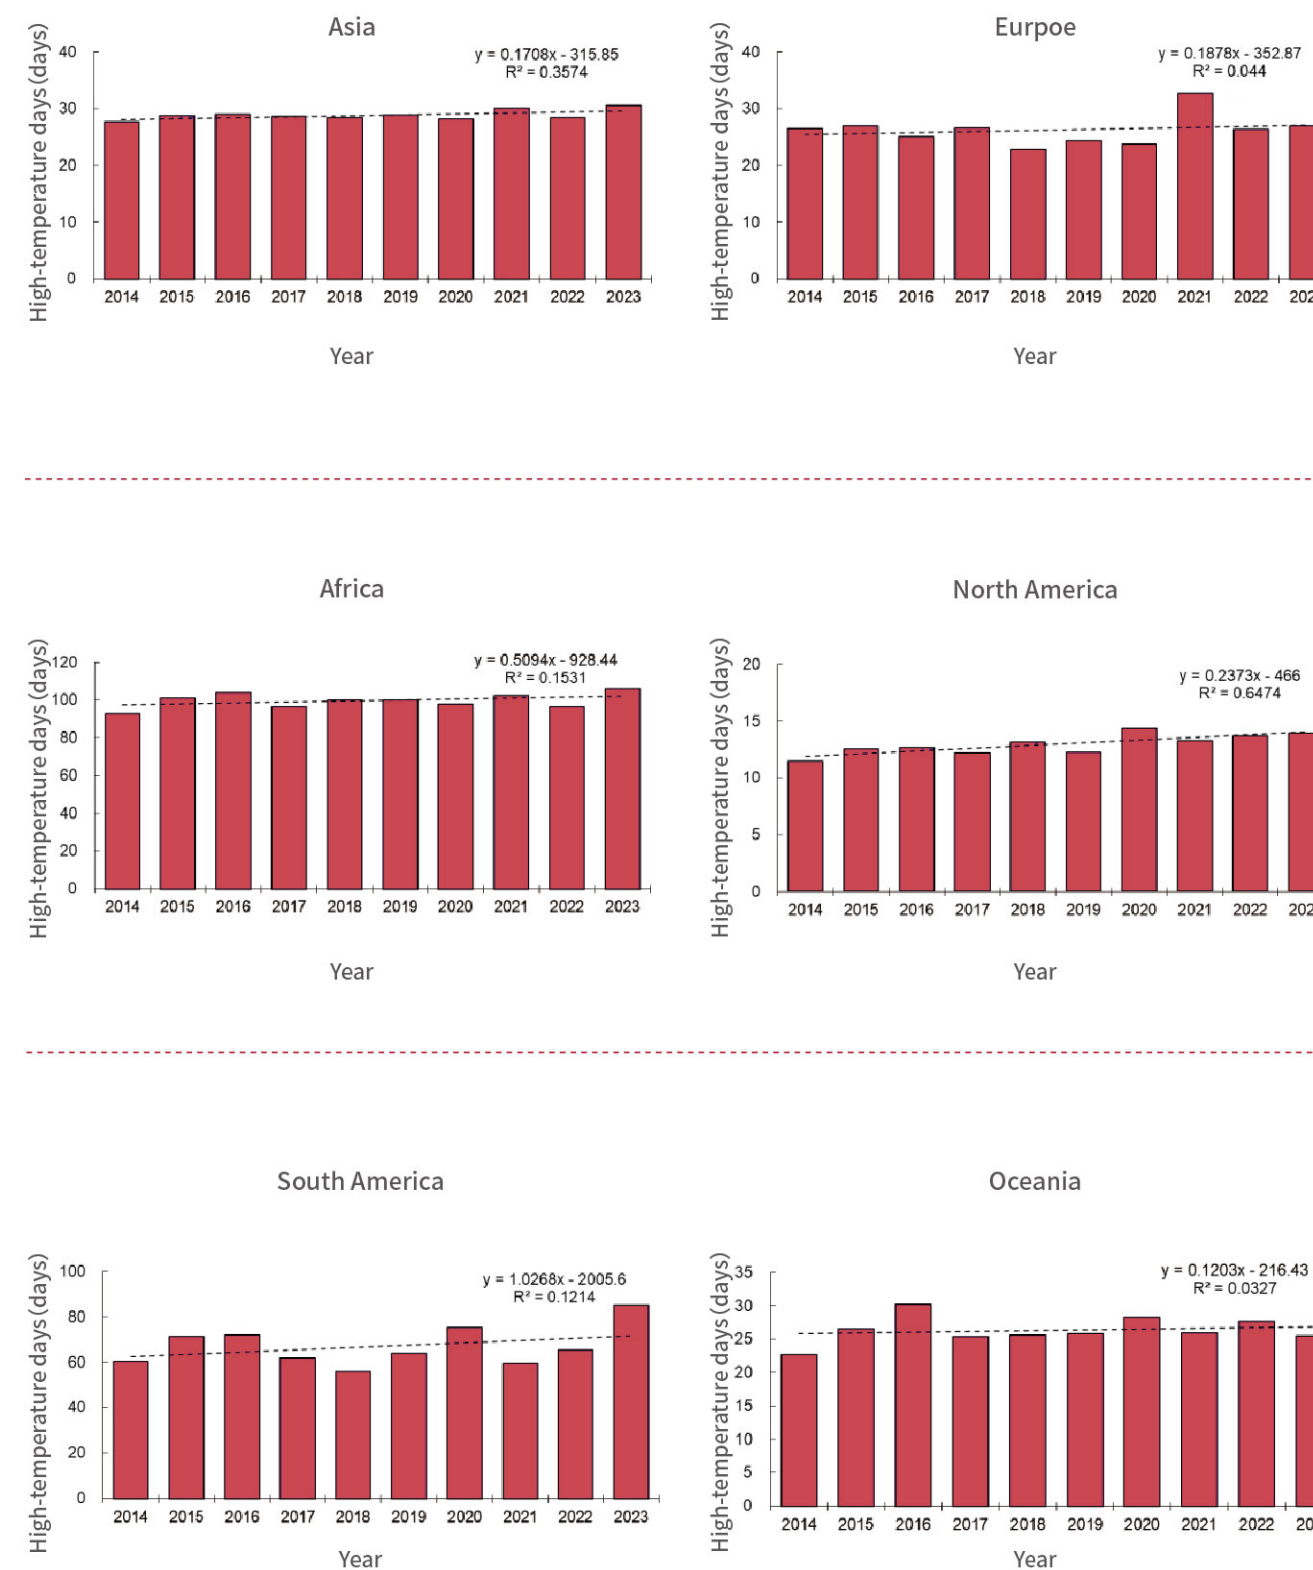 Asia
High-temperature days(days)
y = 0.1708x - 315.85
R² = 0.3574
40
30
20
10
0
2014 2015 2016 2017 2018 2019 2020 2021 2022 2023
Year
Eurpoe
High-temperature days(days)
y = 0.1878x - 352.87
R² = 0.044
40
30
20
10
0
2014 2015 2016 2017 2018 2019 2020 2021 2022
Year
Africa
High-temperature days(days)
y = 0.5094x - 928.44
R² = 0.1531
120
100
80
60
40
20
0
2014 2015 2016 2017 2018 2019 2020 2021 2022 2023
Year
North America
High-temperature days(days)
y = 0.2373x - 466
R² = 0.6474
20
15
10
5
0
2014 2015 2016 2017 2018 2019 2020 2021 2022
Year
South America
High-temperature days(days)
y = 1.0268x - 2005.6
R² = 0.1214
100
80
60
40
20
0
2014 2015 2016 2017 2018 2019 2020 2021 2022 2023
Year
Oceania
High-temperature days(days)
y = 0.1203x - 216.43
R² = 0.0327
35
30
25
20
15
10
5
0
2014 2015 2016 2017 2018 2019 2020 2021 2022
Year